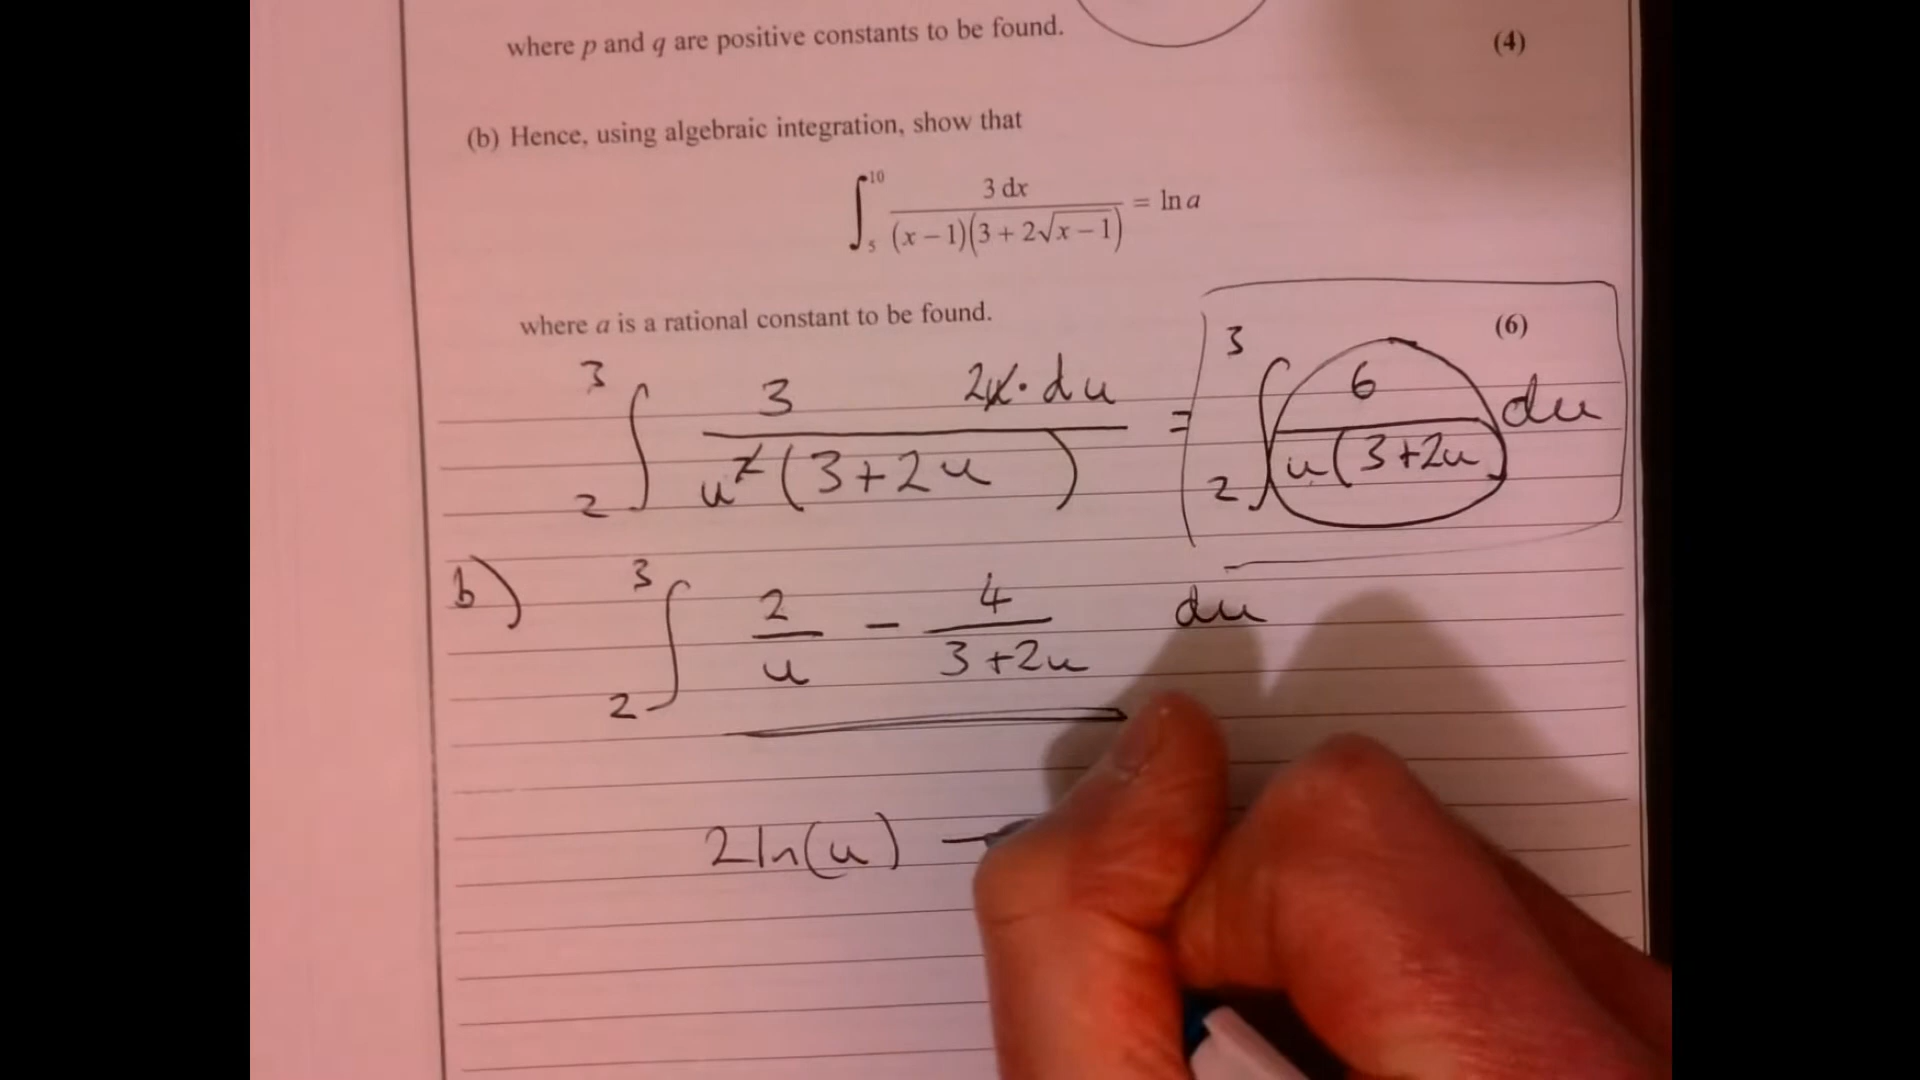 where p and q are positive constants to be found.
(4)
(b) Hence, using algebraic integration, show that
∫₅¹⁰ 3 dx / (x − 1)(3 + 2√x − 1) = ln a
where a is a rational constant to be found.
(6)
∫₂³ 3 2u · du / u²(3+2u) = ∫₂³ 6 / u(3+2u) du
b) ∫₂³ 2/u − 4/3+2u du
2ln(u) −